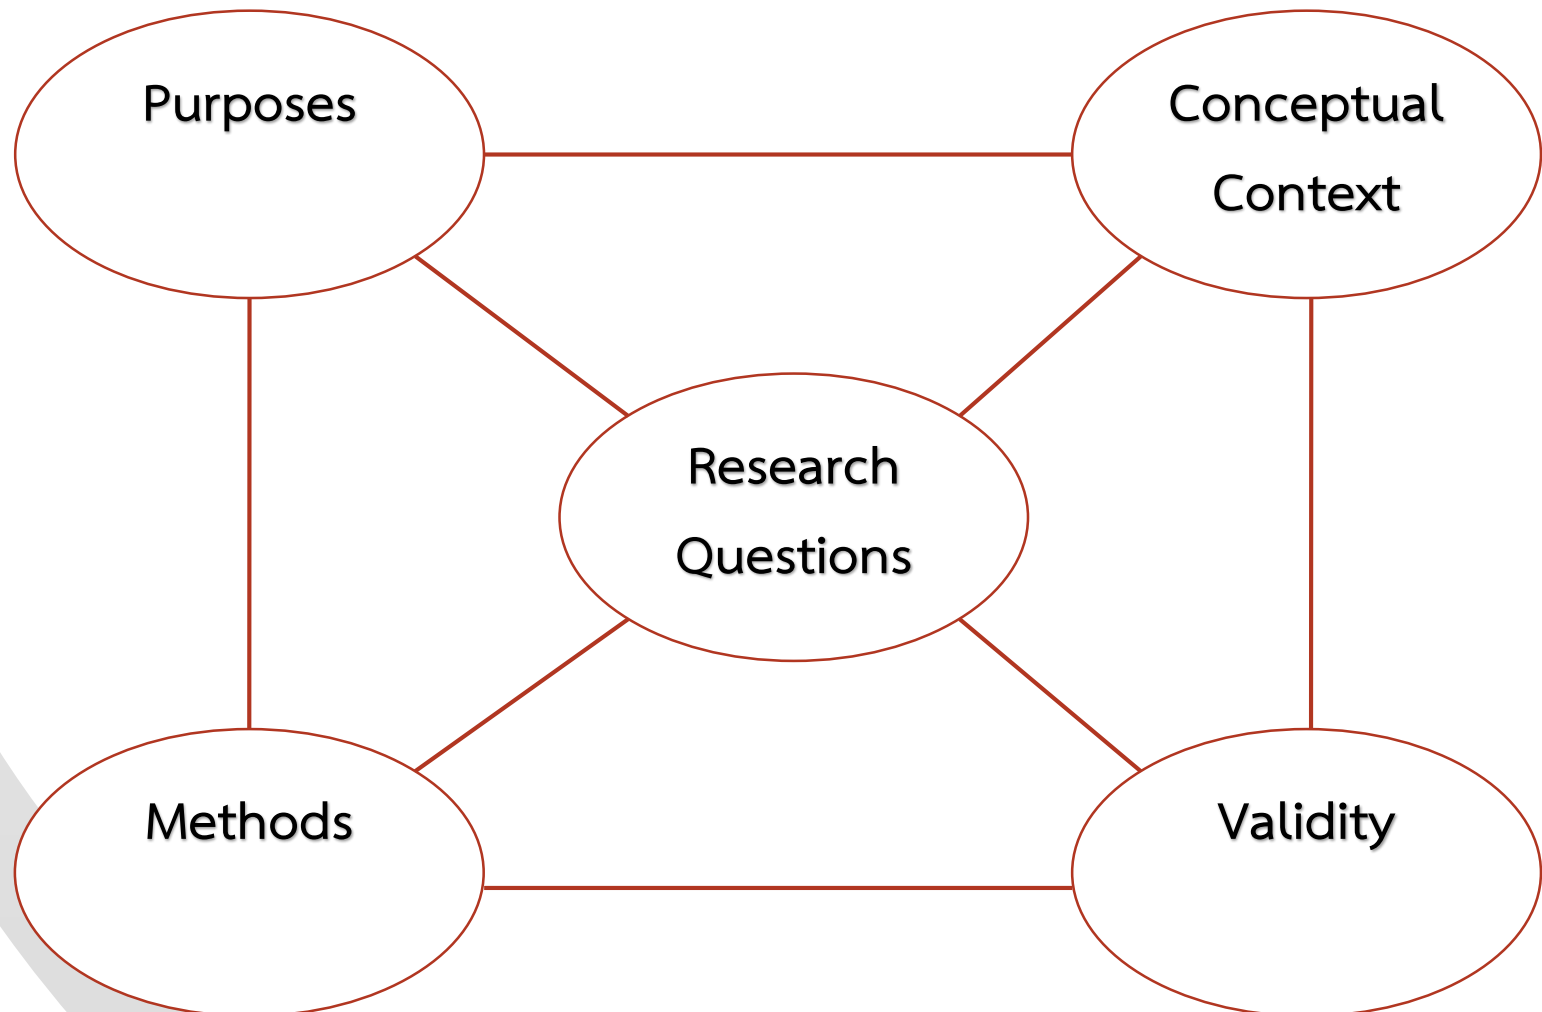 Purposes
Conceptual
Context
Research
Questions
Methods
Validity